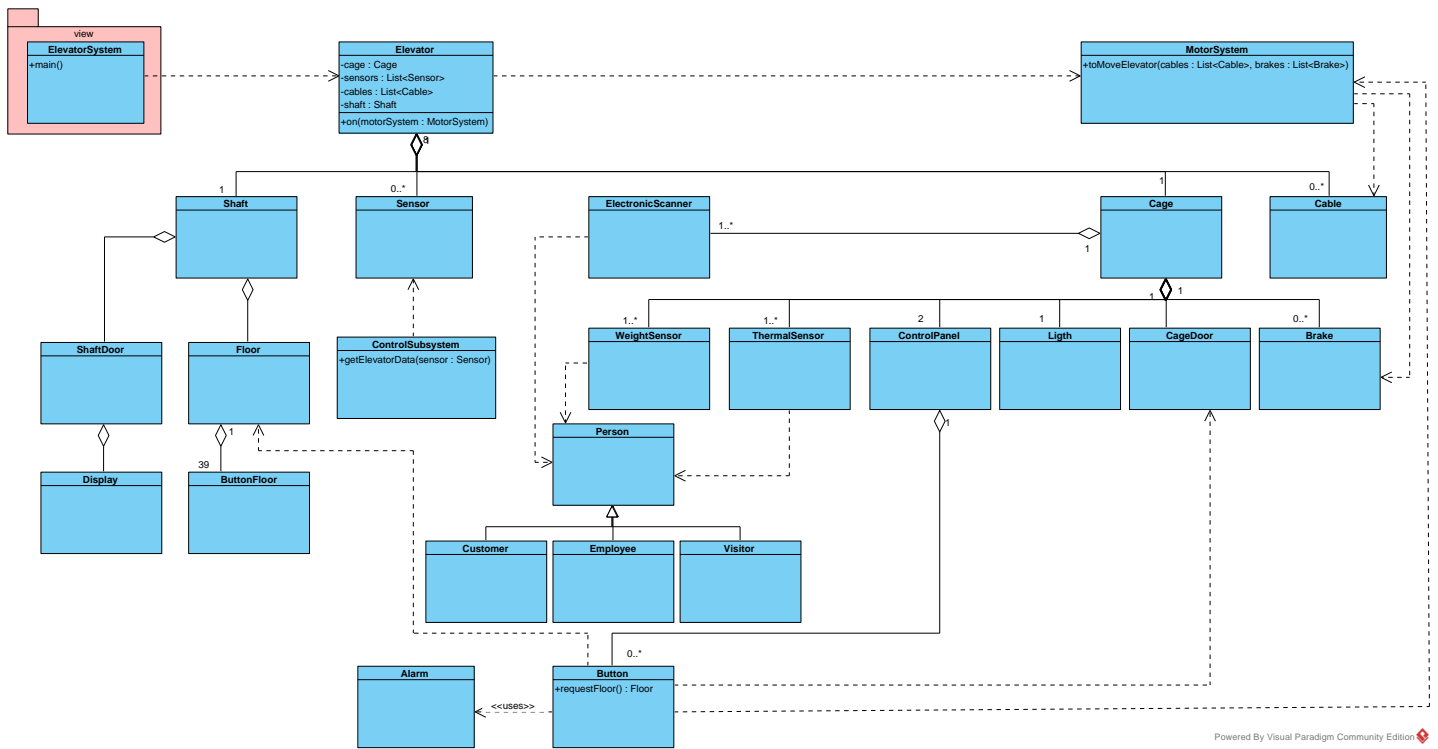 view
ElevatorSystem
+main()
Elevator
-cage : Cage
-sensors : List<Sensor>
-cables : List<Cable>
-shaft : Shaft
+on(motorSystem : MotorSystem)
MotorSystem
+toMoveElevator(cables : List<Cable>, brakes : List<Brake>)
1
0..*
1
0..*
Shaft
Sensor
ElectronicScanner
1..*
1
Cage
Cable
1
1
1..*
1..*
2
1
0..*
ShaftDoor
Floor
ControlSubsystem
+getElevatorData(sensor : Sensor)
WeightSensor
ThermalSensor
ControlPanel
Ligth
CageDoor
Brake
1
39
1
Person
Display
ButtonFloor
Customer
Employee
Visitor
0..*
Alarm
<<uses>>
Button
+requestFloor() : Floor
Powered By Visual Paradigm Community Edition